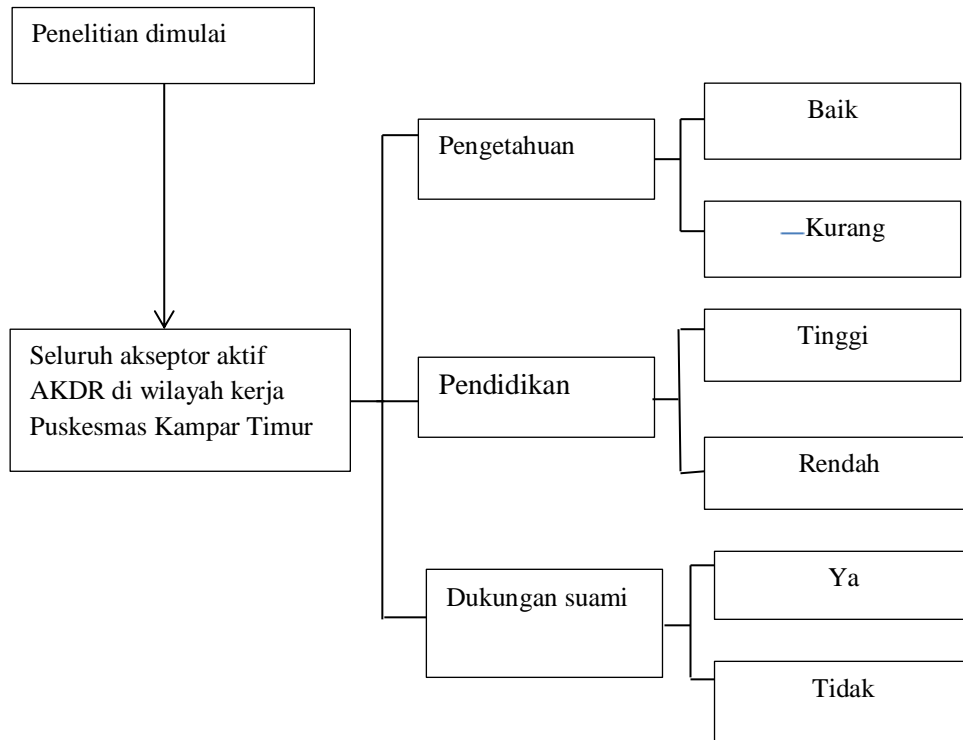 Penelitian dimulai
Seluruh akseptor aktif
AKDR di wilayah kerja
Puskesmas Kampar Timur
Pengetahuan
Baik
Kurang
Pendidikan
Tinggi
Rendah
Dukungan suami
Ya
Tidak